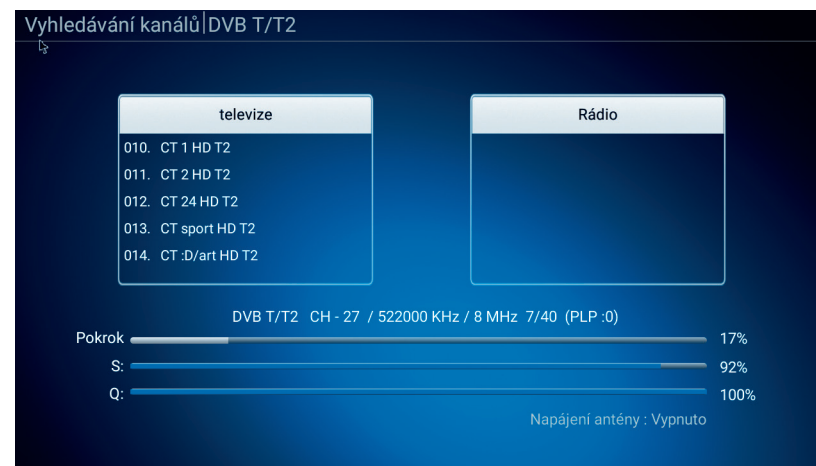 Vyhledávání kanálů|DVB T/T2
televize
010. CT 1 HD T2
011. CT 2 HD T2
012. CT 24 HD T2
013. CT sport HD T2
014. CT :D/art HD T2
Rádio
DVB T/T2 CH - 27 / 522000 KHz / 8 MHz 7/40 (PLP :0)
Pokrok 17%
S: 92%
Q: 100%
Napájení antény : Vypnuto